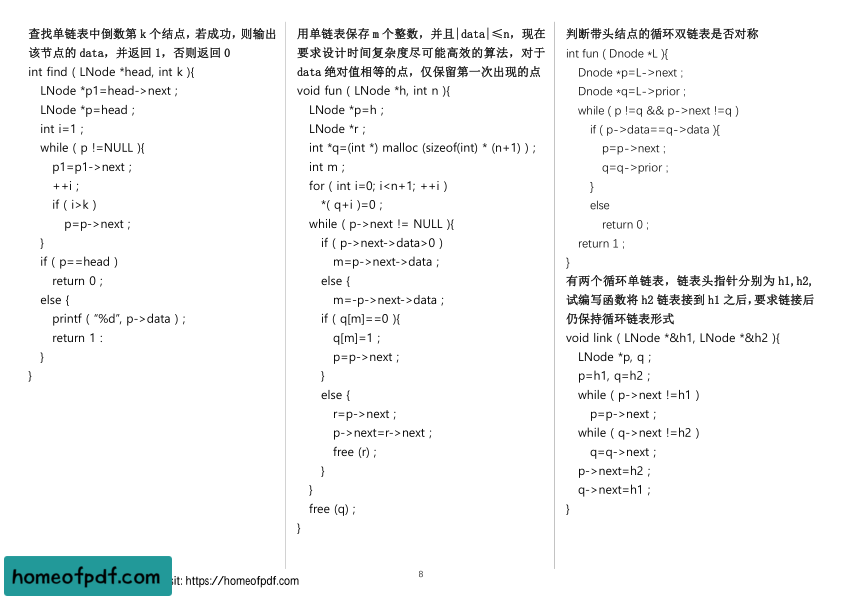 查找单链表中倒数第 k 个结点，若成功，则输出
该节点的 data，并返回 1，否则返回 0
int find ( LNode *head, int k ){
LNode *p1=head->next ;
LNode *p=head ;
int i=1 ;
while ( p !=NULL ){
p1=p1->next ;
++i ;
if ( i>k )
p=p->next ;
}
if ( p==head )
return 0 ;
else {
printf ( “%d”, p->data ) ;
return 1 :
}
}
用单链表保存 m 个整数，并且|data|≤n，现在
要求设计时间复杂度尽可能高效的算法，对于
data 绝对值相等的点，仅保留第一次出现的点
void fun ( LNode *h, int n ){
LNode *p=h ;
LNode *r ;
int *q=(int *) malloc (sizeof(int) * (n+1) ) ;
int m ;
for ( int i=0; i<n+1; ++i )
*( q+i )=0 ;
while ( p->next != NULL ){
if ( p->next->data>0 )
m=p->next->data ;
else {
m=-p->next->data ;
if ( q[m]==0 ){
q[m]=1 ;
p=p->next ;
}
else {
r=p->next ;
p->next=r->next ;
free (r) ;
}
}
free (q) ;
}
判断带头结点的循环双链表是否对称
int fun ( Dnode *L ){
Dnode *p=L->next ;
Dnode *q=L->prior ;
while ( p !=q && p->next !=q )
if ( p->data==q->data ){
p=p->next ;
q=q->prior ;
}
else
return 0 ;
return 1 ;
}
有两个循环单链表，链表头指针分别为 h1,h2,
试编写函数将 h2 链表接到 h1 之后，要求链接后
仍保持循环链表形式
void link ( LNode *&h1, LNode *&h2 ){
LNode *p, q ;
p=h1, q=h2 ;
while ( p->next !=h1 )
p=p->next ;
while ( q->next !=h2 )
q=q->next ;
p->next=h2 ;
q->next=h1 ;
}
8
homeofpdf.com
sit: https://homeofpdf.com